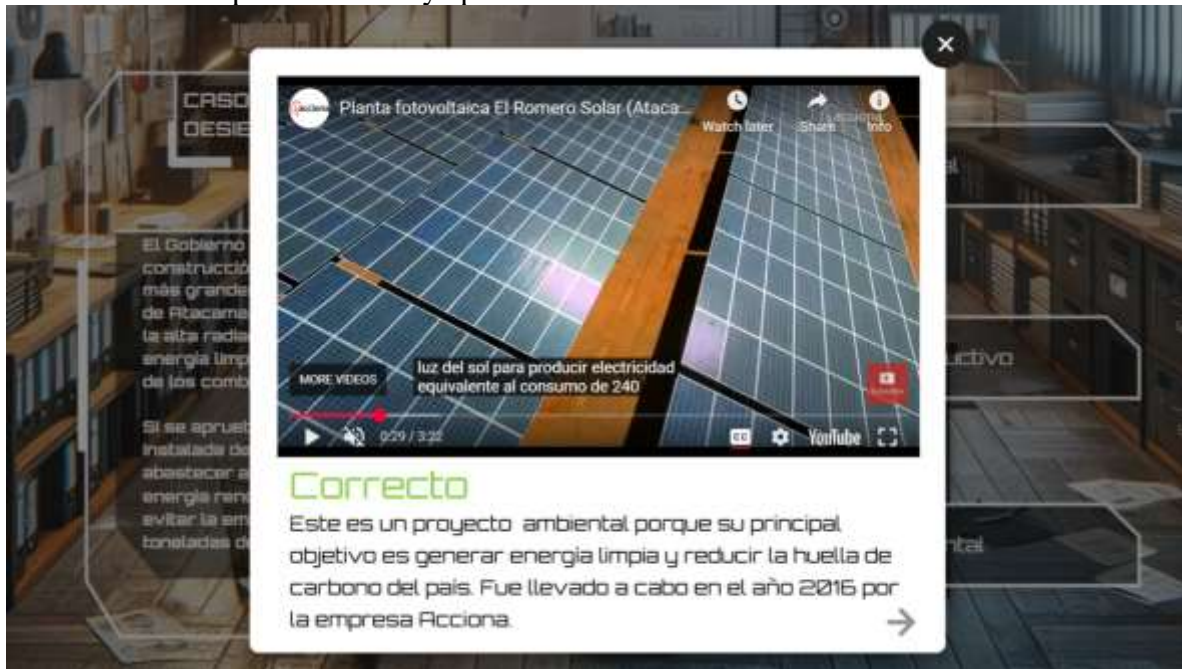 CASO
DESIE
El Gobierno
construcció
más grande
de Atacama
la alta radia
energía limp
de los comb
Si se aprueb
instalada de
abastecer a
energía reno
evitar la em
toneladas de
uctivo
ntal
acciona
Planta fotovoltaica El Romero Solar (Ataca...
Watch later
Share
Info
MORE VIDEOS
luz del sol para producir electricidad
equivalente al consumo de 240
0:29 / 3:22
CC
YouTube
Correcto
Este es un proyecto ambiental porque su principal
objetivo es generar energía limpia y reducir la huella de
carbono del país. Fue llevado a cabo en el año 2016 por
la empresa Acciona.